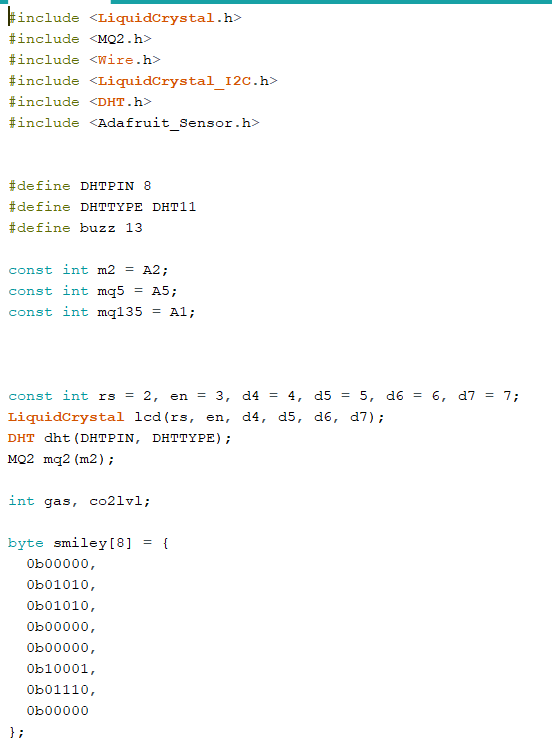 #include <LiquidCrystal.h>
#include <MQ2.h>
#include <Wire.h>
#include <LiquidCrystal_I2C.h>
#include <DHT.h>
#include <Adafruit_Sensor.h>
#define DHTPIN 8
#define DHTTYPE DHT11
#define buzz 13
const int m2 = A2;
const int mq5 = A5;
const int mq135 = A1;
const int rs = 2, en = 3, d4 = 4, d5 = 5, d6 = 6, d7 = 7;
LiquidCrystal lcd(rs, en, d4, d5, d6, d7);
DHT dht(DHTPIN, DHTTYPE);
MQ2 mq2(m2);
int gas, co2lvl;
byte smiley[8] = {
  0b00000,
  0b01010,
  0b01010,
  0b00000,
  0b00000,
  0b10001,
  0b01110,
  0b00000
};